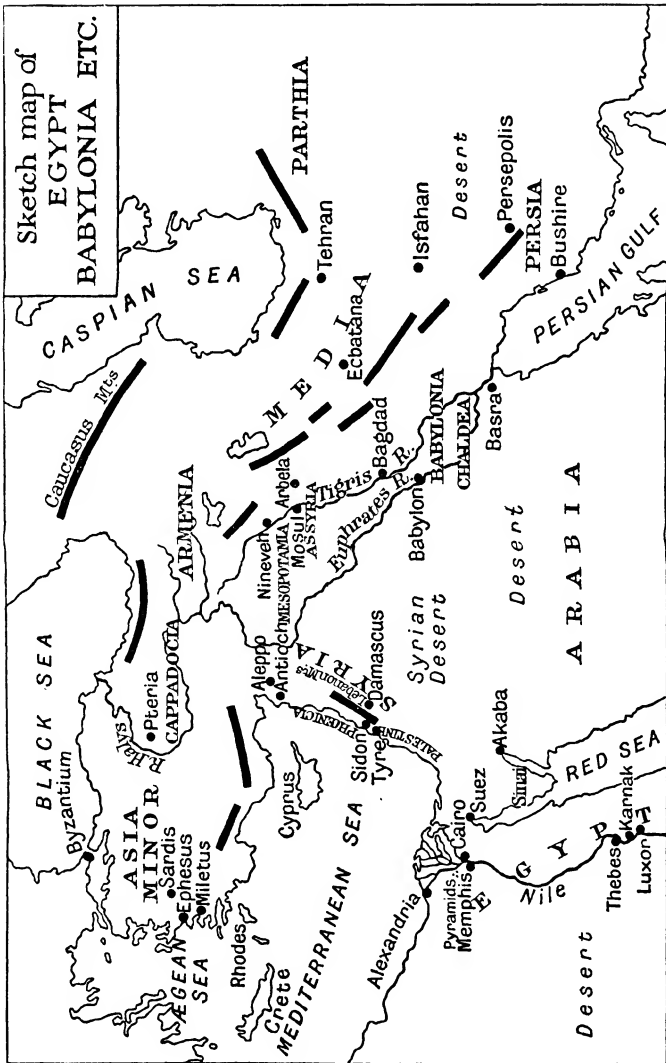 Sketch map of
EGYPT
BABYLONIA ETC.
BLACK SEA
Byzantium
Caucasus Mts
CASPIAN
SEA
PARTHIA
ASIA
MINOR
Sardis
Ephesus
Miletus
ÆGEAN
SEA
Rhodes
Crete
R. Halys
Pteria
CAPPADOCIA
ARMENIA
MEDIA
Tehran
Ecbatana
Isfahan
Desert
Persepolis
PERSIA
Bushire
PERSIAN GULF
Nineveh
Arbela
Mosul
ASSYRIA
MESOPOTAMIA
Tigris R.
Bagdad
Euphrates R.
Babylon
BABYLONIA
CHALDEA
Basra
Aleppo
Antioch
Cyprus
MEDITERRANEAN SEA
SYRIA
Lebanon Mts
PHOENICIA
Damascus
Sidon
Tyre
PALESTINE
Syrian
Desert
Desert
ARABIA
Alexandria
Cairo
Pyramids...
Memphis
Suez
Akaba
Sinai
RED SEA
EGYPT
Nile
Thebes
Karnak
Luxor
Desert